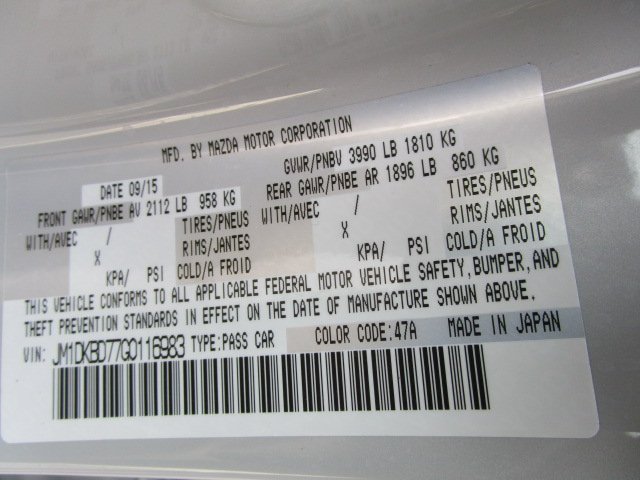 MFD. BY MAZDA MOTOR CORPORATION
DATE 09/15 GVWR/PNBV 3990 LB 1810 KG
FRONT GAWR/PNBE AV 2112 LB 958 KG REAR GAWR/PNBE AR 1896 LB 860 KG
WITH/AVEC / TIRES/PNEUS WITH/AVEC / TIRES/PNEUS
X RIMS/JANTES X RIMS/JANTES
KPA/ PSI COLD/A FROID KPA/ PSI COLD/A FROID
THIS VEHICLE CONFORMS TO ALL APPLICABLE FEDERAL MOTOR VEHICLE SAFETY,BUMPER,AND
THEFT PREVENTION STANDARDS IN EFFECT ON THE DATE OF MANUFACTURE SHOWN ABOVE.
VIN: JM1DKBD77G0116983 TYPE:PASS CAR COLOR CODE:47A MADE IN JAPAN